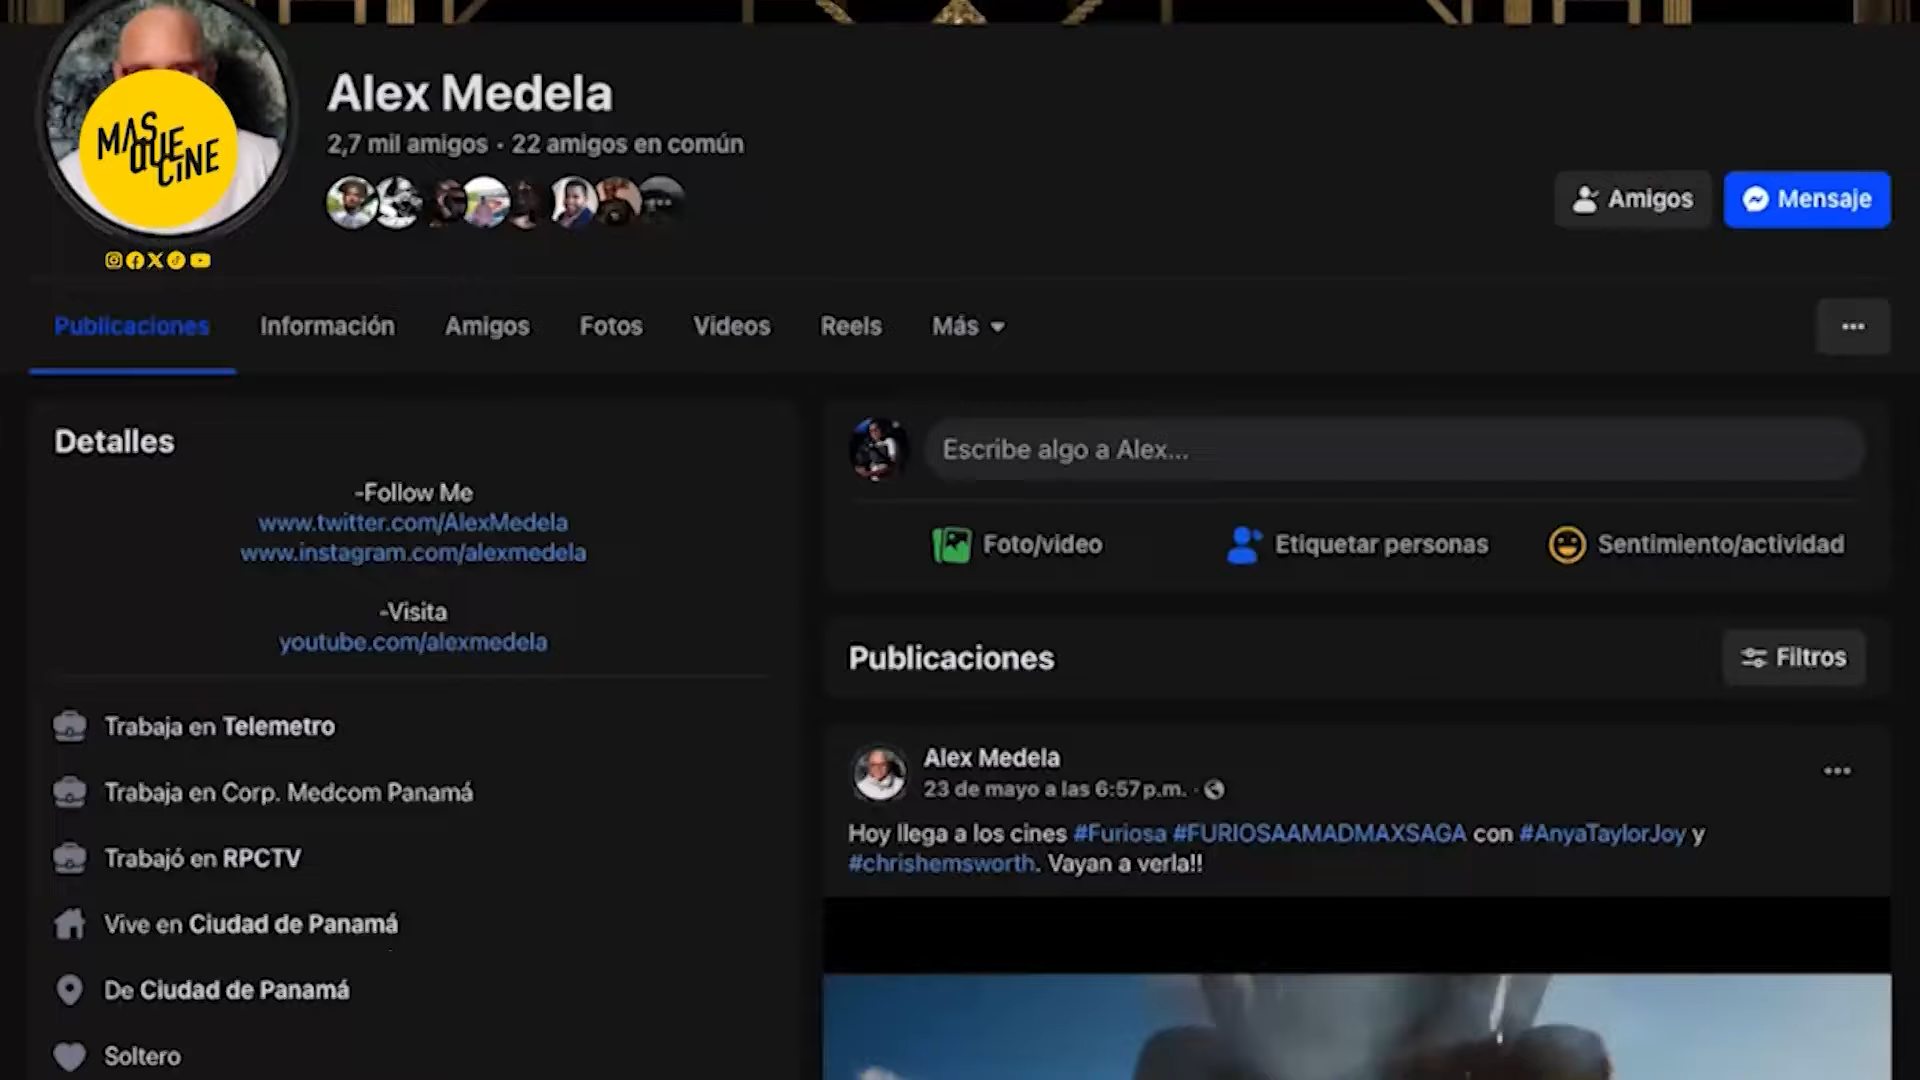 MAS
QUE
CINE
Alex Medela
2,7 mil amigos · 22 amigos en común
Amigos
Mensaje
Publicaciones
Información
Amigos
Fotos
Videos
Reels
Más
Detalles
-Follow Me
www.twitter.com/AlexMedela
www.instagram.com/alexmedela
-Visita
youtube.com/alexmedela
Trabaja en Telemetro
Trabaja en Corp. Medcom Panamá
Trabajó en RPCTV
Vive en Ciudad de Panamá
De Ciudad de Panamá
Soltero
Escribe algo a Alex...
Foto/video
Etiquetar personas
Sentimiento/actividad
Publicaciones
Filtros
Alex Medela
23 de mayo a las 6:57 p.m. ·
Hoy llega a los cines #Furiosa #FURIOSAAMADMAXSAGA con #AnyaTaylorJoy y
#chrishemsworth. Vayan a verla!!